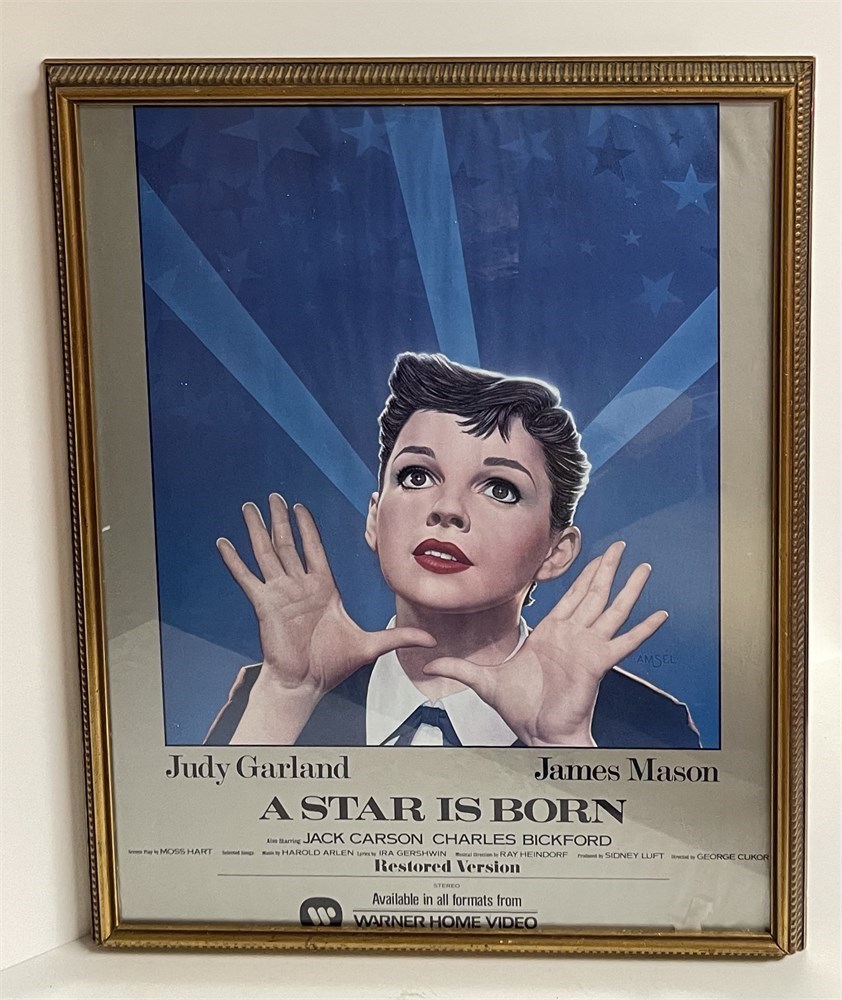 AMSEL
Judy Garland James Mason
A STAR IS BORN
Also Starring JACK CARSON CHARLES BICKFORD
Screen Play by MOSS HART Selected Songs Music by HAROLD ARLEN Lyrics by IRA GERSHWIN Musical Direction by RAY HEINDORF Produced by SIDNEY LUFT Directed by GEORGE CUKOR
Restored Version
STEREO
Available in all formats from
WARNER HOME VIDEO